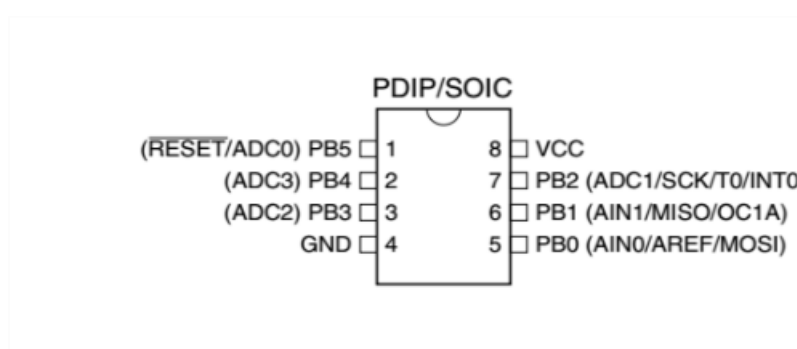 PDIP/SOIC
(RESET/ADC0) PB5 1 8 VCC
(ADC3) PB4 2 7 PB2 (ADC1/SCK/T0/INT0
(ADC2) PB3 3 6 PB1 (AIN1/MISO/OC1A)
GND 4 5 PB0 (AIN0/AREF/MOSI)